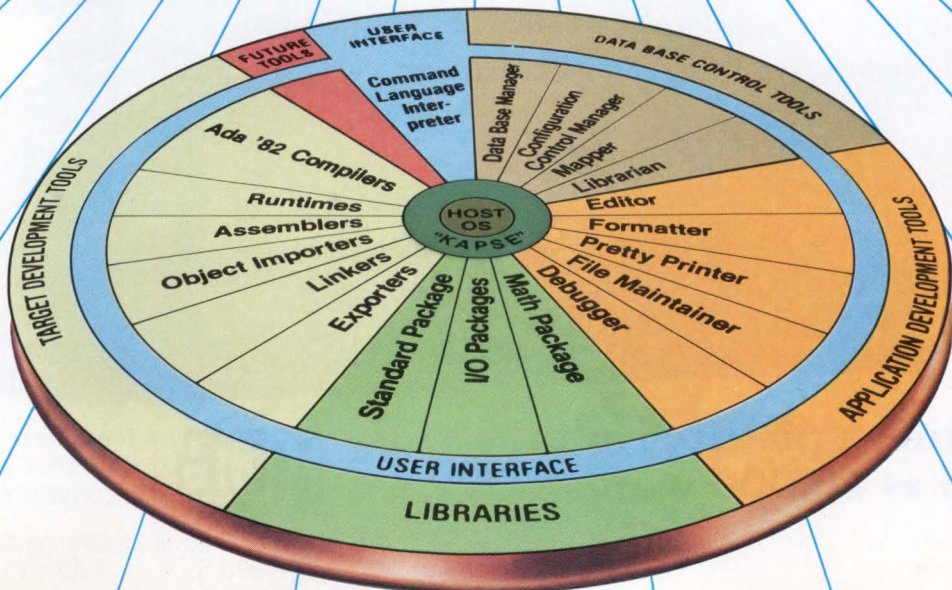 FUTURE
TOOLS
USER
INTERFACE
DATA BASE CONTROL TOOLS
Command
Language
Inter-
preter
Data Base Manager
Configuration
Control Manager
Mapper
Librarian
Editor
Formatter
Pretty Printer
File Maintainer
Debugger
APPLICATION DEVELOPMENT TOOLS
Math Package
I/O Packages
Standard Package
Exporters
Linkers
Object Importers
Assemblers
Runtimes
Ada '82 Compilers
TARGET DEVELOPMENT TOOLS
HOST
OS
"KAPSE"
USER INTERFACE
LIBRARIES